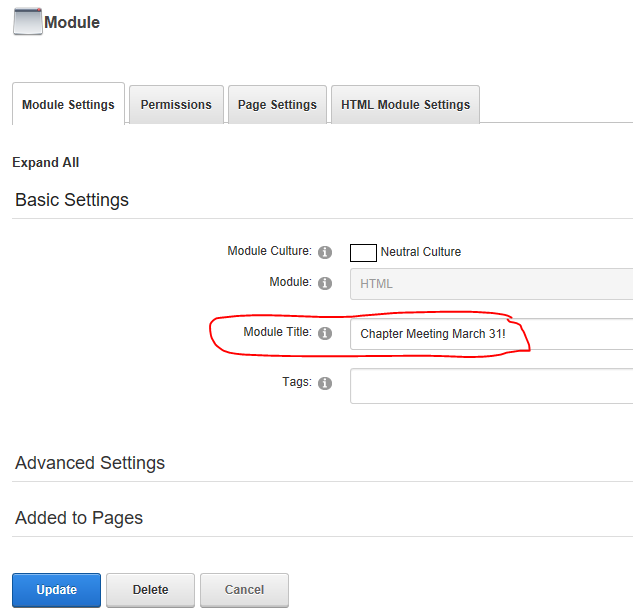 Module
Module Settings Permissions Page Settings HTML Module Settings
Expand All
Basic Settings
Module Culture: Neutral Culture
Module: HTML
Module Title: Chapter Meeting March 31!
Tags:
Advanced Settings
Added to Pages
Update Delete Cancel